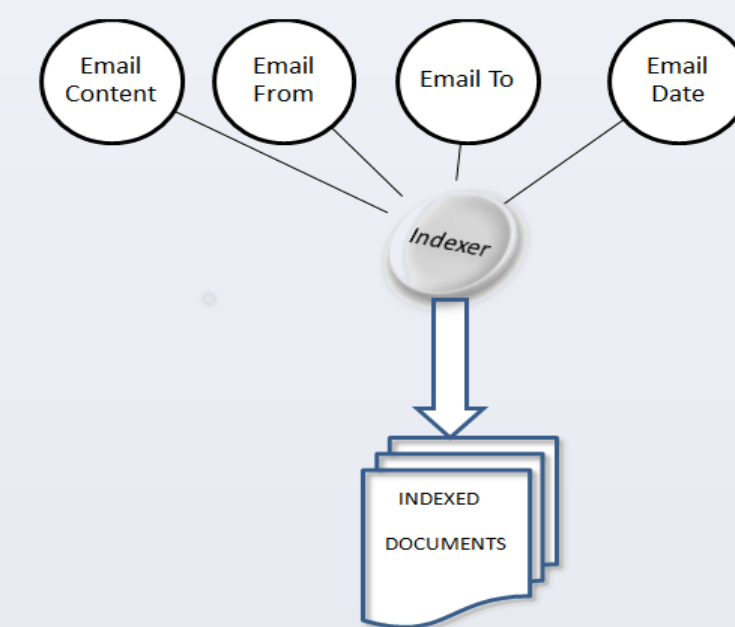 Email
Content
Email
From
Email To
Email
Date
Indexer
INDEXED
DOCUMENTS